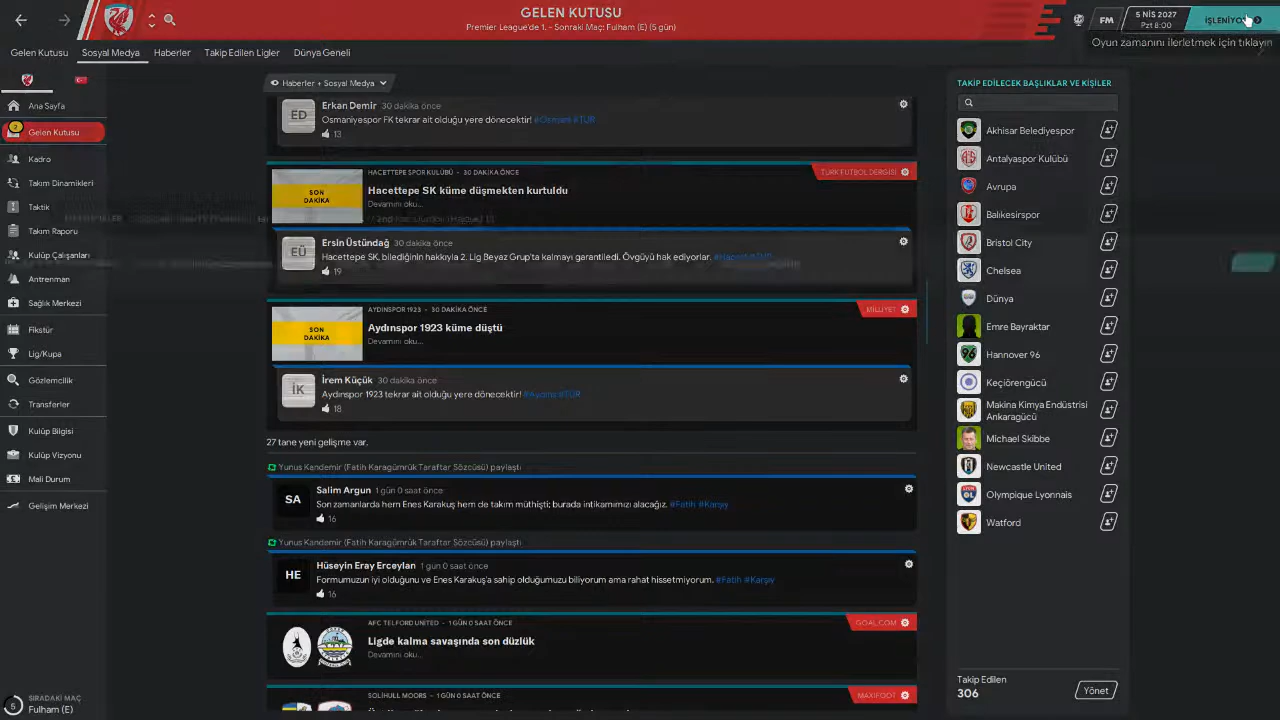 GELEN KUTUSU
Premier League'de 1. - Sonraki Maç: Fulham (E) (5 gün)
FM
5 NİS 2027
Pzt 8:00
Oyun zamanını ilerletmek için tıklayın
Gelen Kutusu
Sosyal Medya
Haberler
Takip Edilen Ligler
Dünya Geneli
Ana Sayfa
2
Gelen Kutusu
Kadro
Takım Dinamikleri
Taktik
Takım Raporu
Kulüp Çalışanları
Antrenman
Sağlık Merkezi
Fikstür
Lig/Kupa
Gözlemcilik
Transferler
Kulüp Bilgisi
Kulüp Vizyonu
Mali Durum
Gelişim Merkezi
5
SIRADAKİ MAÇ
Fulham (E)
Haberler + Sosyal Medya
ED
Erkan Demir 30 dakika önce
Osmaniyespor FK tekrar ait olduğu yere dönecektir! #Osmani #TUR
13
HACETTEPE SPOR KULÜBÜ - 30 DAKİKA ÖNCE
TÜRK FUTBOL DERGİSİ
SON
DAKİKA
Hacettepe SK küme düşmekten kurtuldu
Devamını oku...
EÜ
Ersin Üstündağ 30 dakika önce
Hacettepe SK, bilediğinin hakkıyla 2. Lig Beyaz Grup'ta kalmayı garantiledi. Övgüyü hak ediyorlar.
19
AYDINSPOR 1923 - 30 DAKİKA ÖNCE
MİLLİYET
SON
DAKİKA
Aydınspor 1923 küme düştü
Devamını oku...
İK
İrem Küçük 30 dakika önce
Aydınspor 1923 tekrar ait olduğu yere dönecektir! #Aydıns #TUR
18
27 tane yeni gelişme var.
Yunus Kandemir (Fatih Karagümrük Taraftar Sözcüsü) paylaştı
SA
Salim Argun 1 gün 0 saat önce
Son zamanlarda hem Enes Karakuş hem de takım müthişti; burada intikamımızı alacağız. #Fatih #Karşıy
16
Yunus Kandemir (Fatih Karagümrük Taraftar Sözcüsü) paylaştı
HE
Hüseyin Eray Erceylan 1 gün 0 saat önce
Formumuzun iyi olduğunu ve Enes Karakuş'a sahip olduğumuzu biliyorum ama rahat hissetmiyorum. #Fatih #Karşıy
16
AFC TELFORD UNITED - 1 GÜN 0 SAAT ÖNCE
GOAL.COM
Ligde kalma savaşında son düzlük
Devamını oku...
SOLIHULL MOORS - 1 GÜN 0 SAAT ÖNCE
MAXIFOOT
TAKİP EDİLECEK BAŞLIKLAR VE KİŞİLER
Akhisar Belediyespor
Antalyaspor Kulübü
Avrupa
Balıkesirspor
Bristol City
Chelsea
Dünya
Emre Bayraktar
Hannover 96
Keçiörengücü
Makina Kimya Endüstrisi
Ankaragücü
Michael Skibbe
Newcastle United
Olympique Lyonnais
Watford
Takip Edilen
306
Yönet